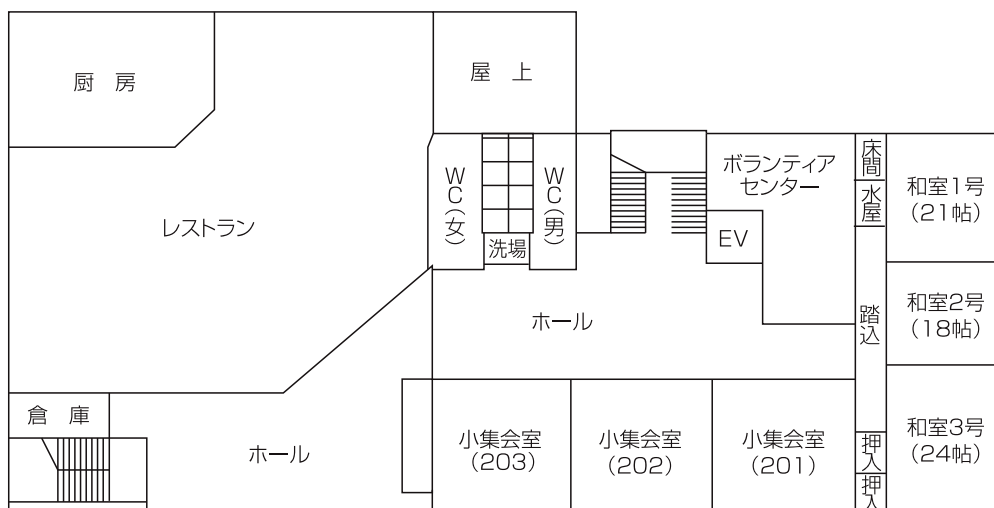 厨 房
屋 上
レストラン
WC(女)
洗場
WC(男)
ボランティア
センター
EV
床間
水屋
和室1号
(21帖)
ホール
踏込
和室2号
(18帖)
倉 庫
ホール
小集会室
(203)
小集会室
(202)
小集会室
(201)
押入
押入
和室3号
(24帖)